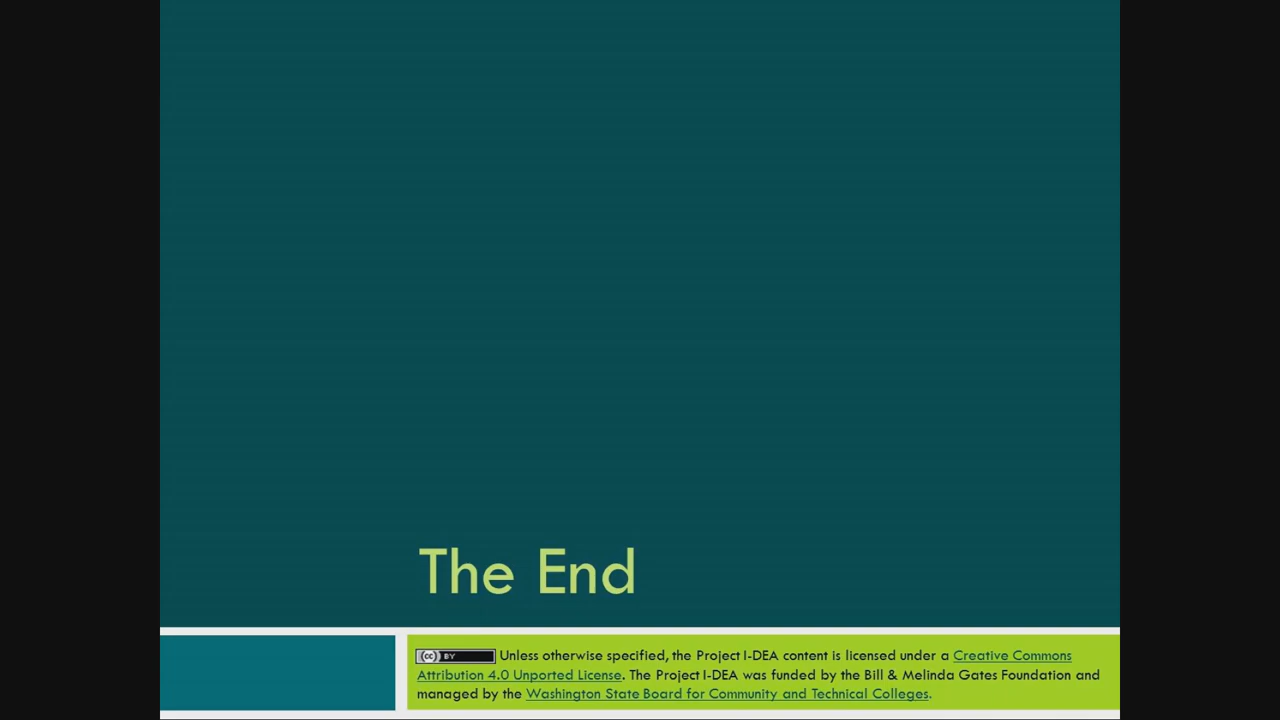 The End
(cc) BY Unless otherwise specified, the Project I-DEA content is licensed under a Creative Commons
Attribution 4.0 Unported License. The Project I-DEA was funded by the Bill & Melinda Gates Foundation and
managed by the Washington State Board for Community and Technical Colleges.